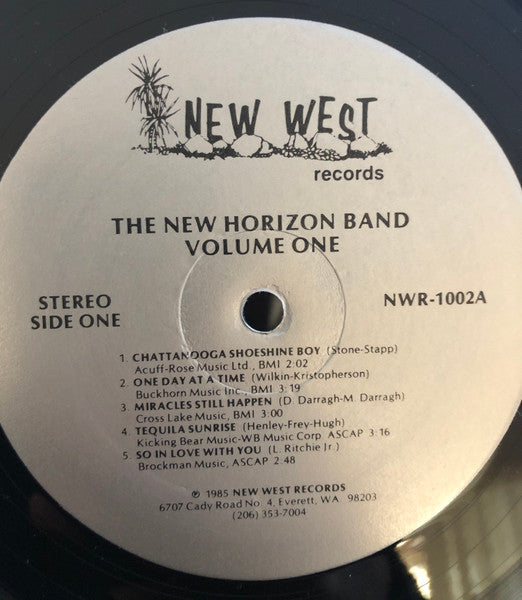 NEW WEST
records
THE NEW HORIZON BAND
VOLUME ONE
STEREO
SIDE ONE
NWR-1002A
1. CHATTANOOGA SHOESHINE BOY (Stone-Stapp)
Acuff-Rose Music Ltd., BMI 2:02
2. ONE DAY AT A TIME (Wilkin-Kristopherson)
Buckhorn Music Inc., BMI 3:19
3. MIRACLES STILL HAPPEN (D. Darragh-M. Darragh)
Cross Lake Music, BMI 3:00
4. TEQUILA SUNRISE (Henley-Frey-Hugh)
Kicking Bear Music-WB Music Corp. ASCAP 3:16
5. SO IN LOVE WITH YOU (L. Ritchie Jr.)
Brockman Music, ASCAP 2:48
℗ 1985 NEW WEST RECORDS
6707 Cady Road No. 4, Everett, WA 98203
(206) 353-7004